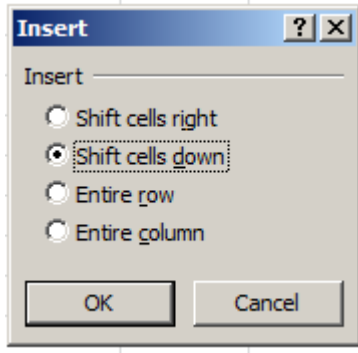 Insert ?
Insert
Shift cells right
Shift cells down
Entire row
Entire column
OK Cancel